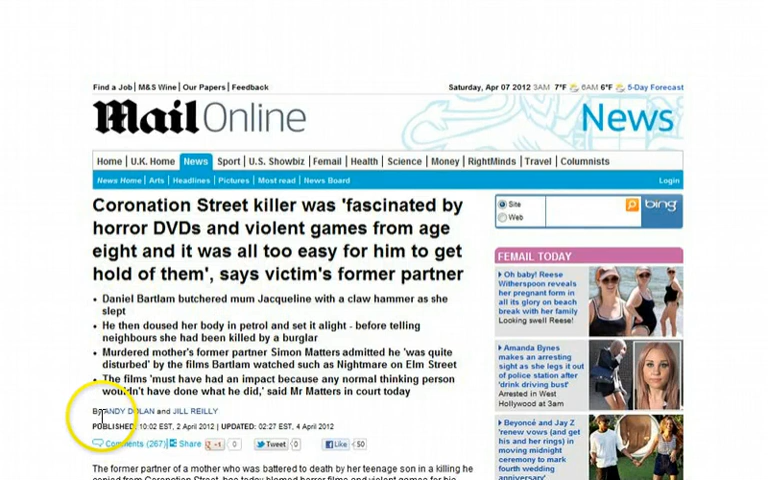 Find a Job | M&S Wine | Our Papers | Feedback
Saturday, Apr 07 2012 3AM 7°F 6AM 6°F 5-Day Forecast
Mail Online
News
Home | U.K. Home | News | Sport | U.S. Showbiz | Femail | Health | Science | Money | RightMinds | Travel | Columnists
News Home | Arts | Headlines | Pictures | Most read | News Board
Login
Coronation Street killer was 'fascinated by
horror DVDs and violent games from age
eight and it was all too easy for him to get
hold of them', says victim's former partner
• Daniel Bartlam butchered mum Jacqueline with a claw hammer as she
slept
• He then doused her body in petrol and set it alight - before telling
neighbours she had been killed by a burglar
• Murdered mother's former partner Simon Matters admitted he 'was quite
disturbed' by the films Bartlam watched such as Nightmare on Elm Street
• The films 'must have had an impact because any normal thinking person
wouldn't have done what he did,' said Mr Matters in court today
By ANDY DOLAN and JILL REILLY
PUBLISHED: 10:02 EST, 2 April 2012 | UPDATED: 02:27 EST, 4 April 2012
Comments (267) Share +1 0 Tweet 0 Like 50
The former partner of a mother who was battered to death by her teenage son in a killing he
copied from Coronation Street, has today blamed horror films and violent games for his
Site
Web
bing
FEMAIL TODAY
Oh baby! Reese
Witherspoon reveals
her pregnant form in
all its glory on beach
break with her family
Looking swell Reese!
Amanda Bynes
makes an arresting
sight as she lets it out
of police station after
'drink driving bust'
Arrested in West
Hollywood at 3am
Beyoncé and Jay Z
'renew vows (and get
his and her rings) in
moving midnight
ceremony to mark
fourth wedding
anniversary'